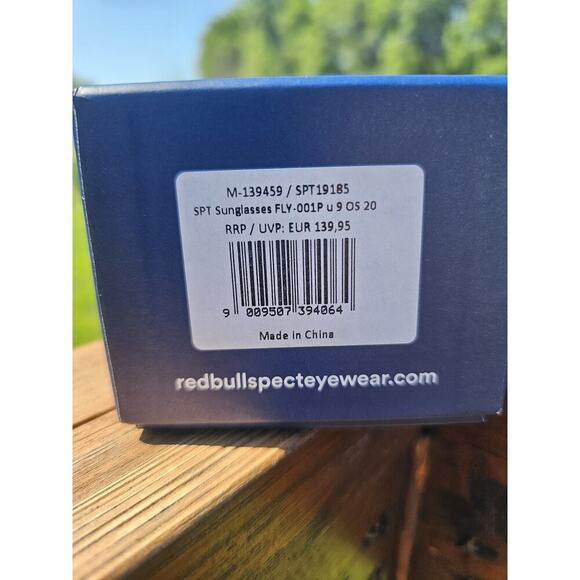 M-139459 / SPT19185
SPT Sunglasses FLY-001P u 9 OS 20
RRP / UVP: EUR 139,95
9 009507 394064
Made in China
redbullspecteyewear.com